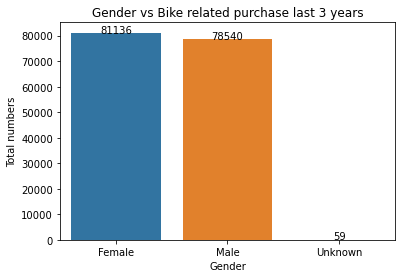 Gender vs Bike related purchase last 3 years
Total numbers
80000
70000
60000
50000
40000
30000
20000
10000
0
81136
78540
59
Female
Male
Unknown
Gender